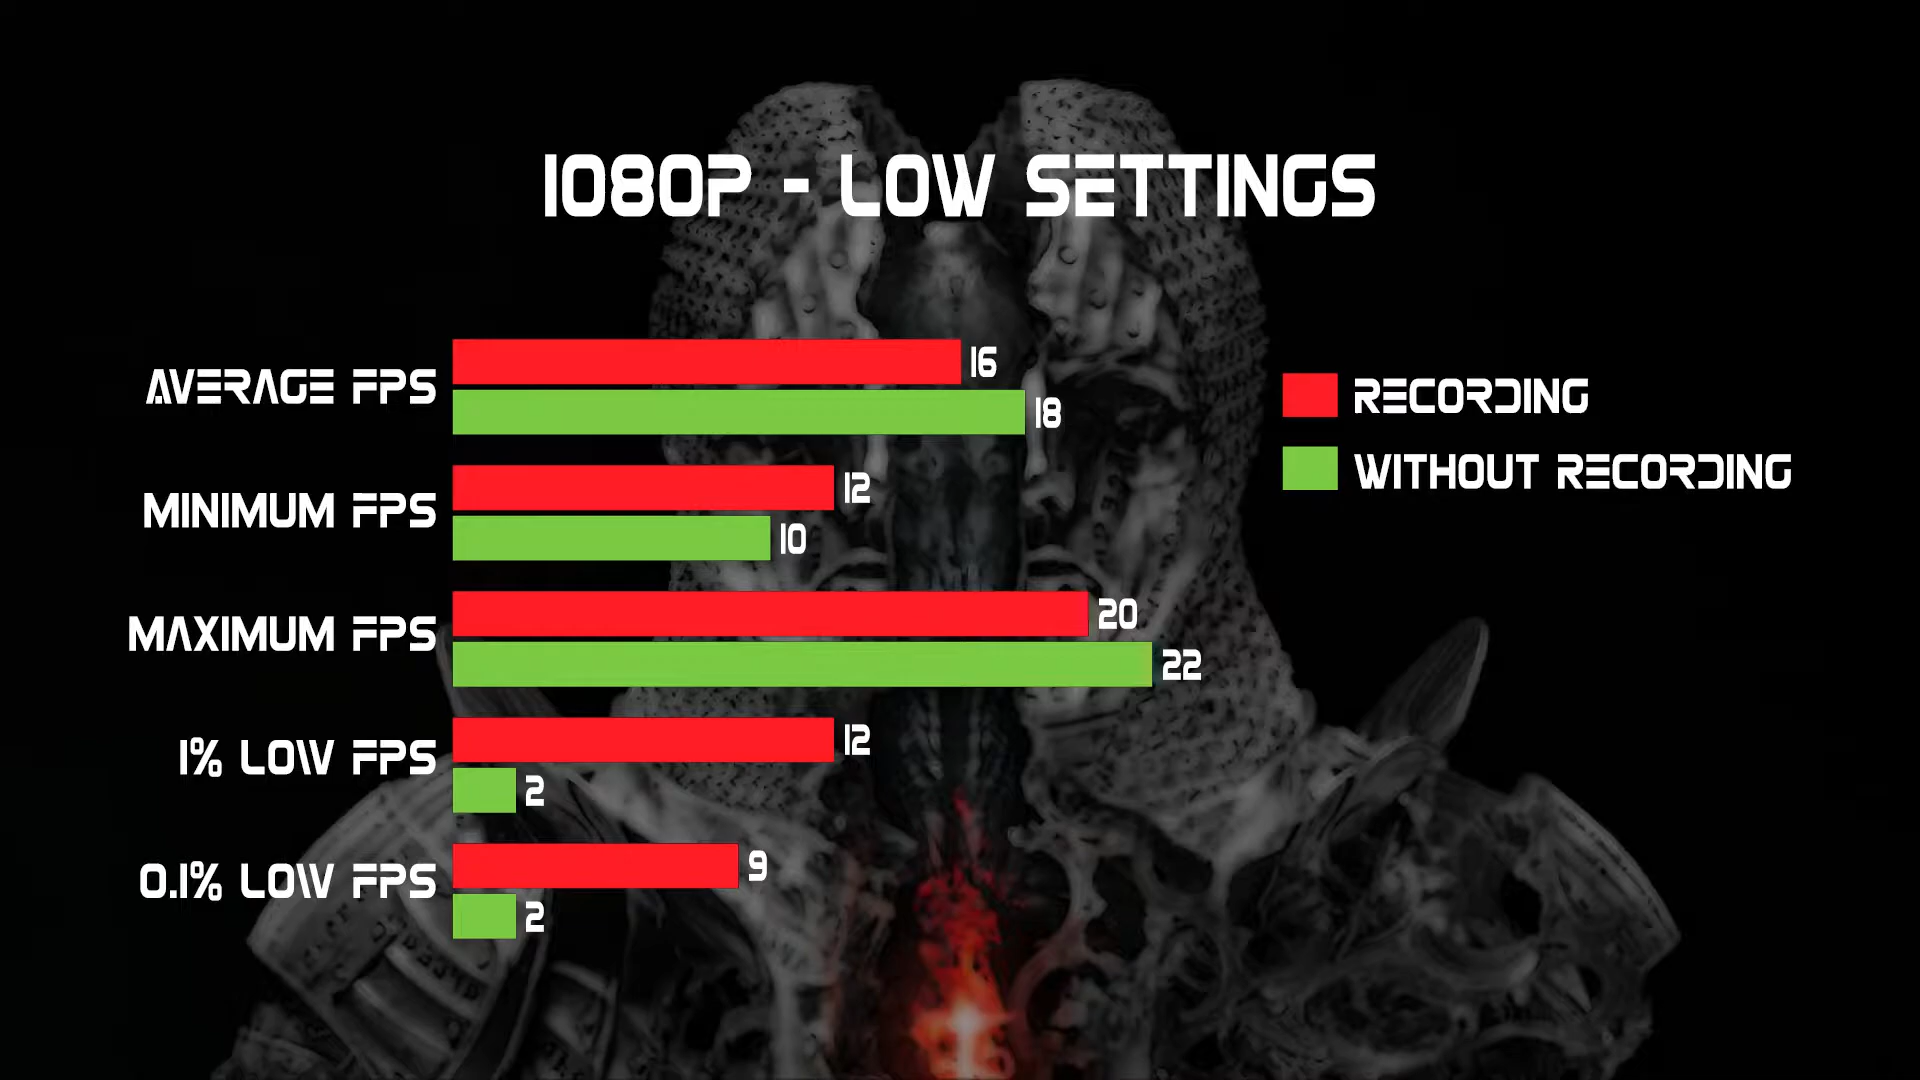 1080P - LOW SETTINGS
AVERAGE FPS
16
18
MINIMUM FPS
12
10
MAXIMUM FPS
20
22
1% LOW FPS
12
2
0.1% LOW FPS
9
2
RECORDING
WITHOUT RECORDING